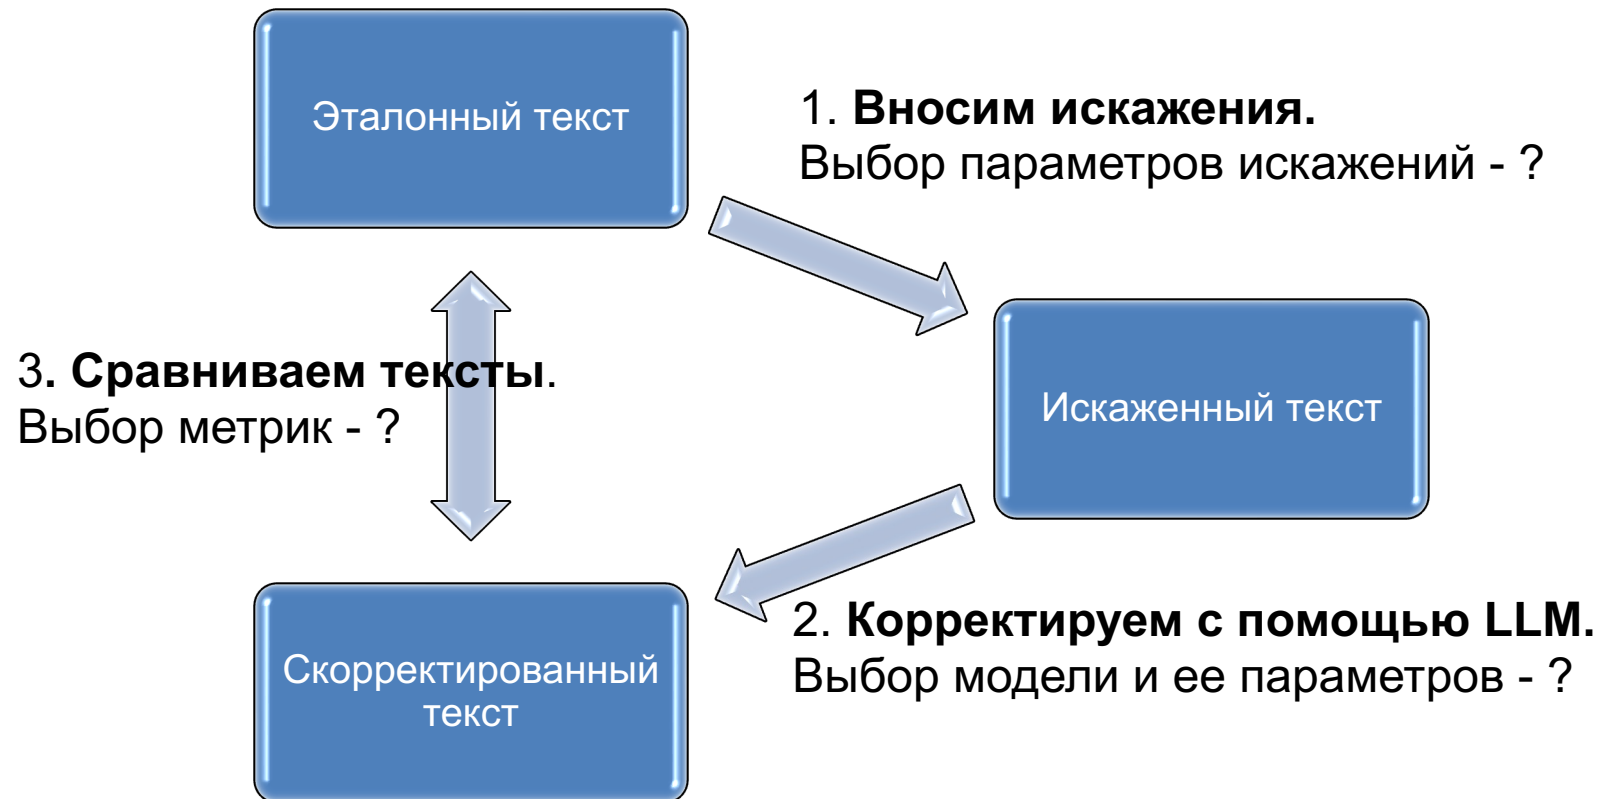 Эталонный текст
1. Вносим искажения.
Выбор параметров искажений - ?
3. Сравниваем тексты.
Выбор метрик - ?
Искаженный текст
2. Корректируем с помощью LLM.
Выбор модели и ее параметров - ?
Скорректированный
текст